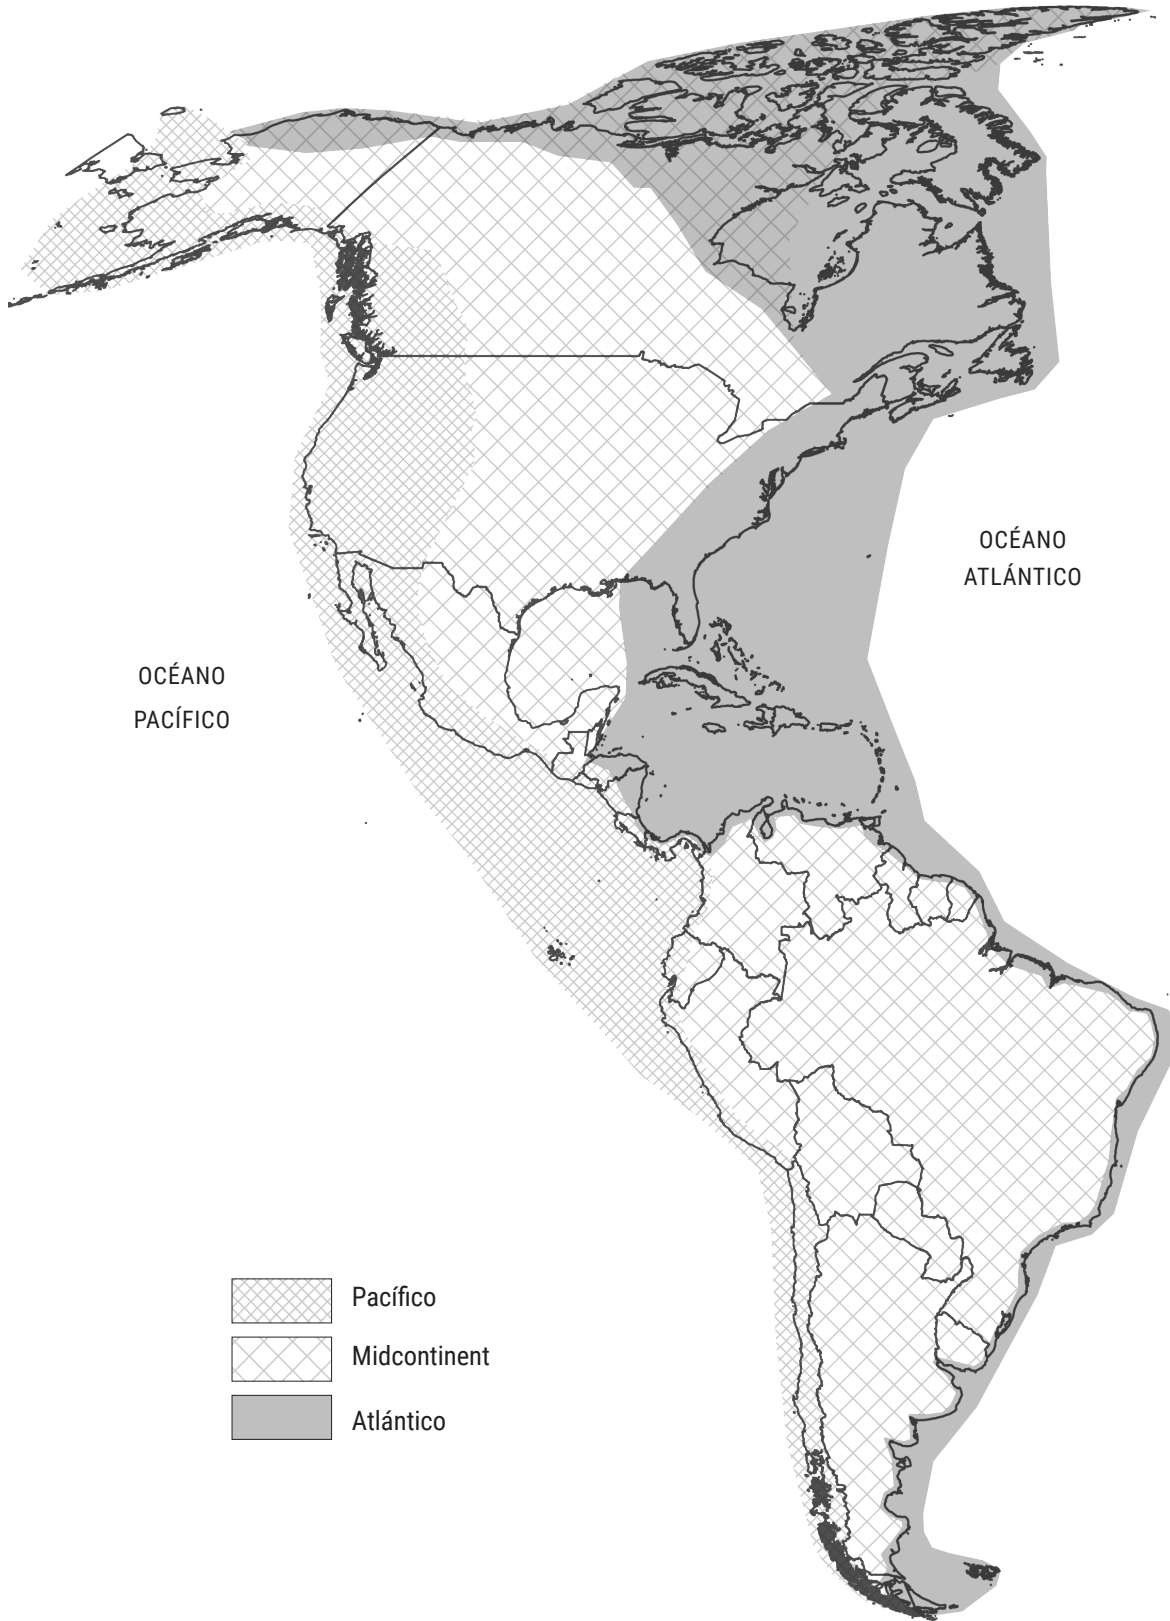 OCÉANO
ATLÁNTICO
OCÉANO
PACÍFICO
Pacífico
Midcontinent
Atlántico